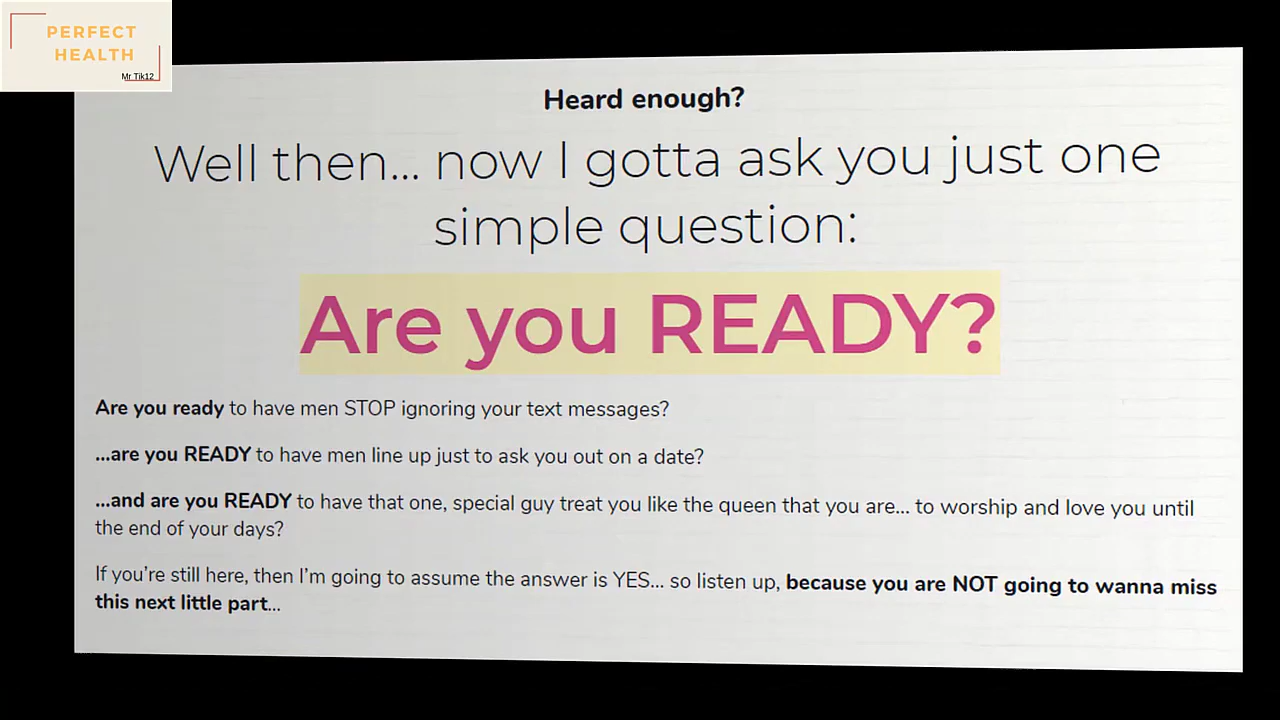 PERFECT
HEALTH
Mr Tik12
Heard enough?
Well then... now I gotta ask you just one
simple question:
Are you READY?
Are you ready to have men STOP ignoring your text messages?
...are you READY to have men line up just to ask you out on a date?
...and are you READY to have that one, special guy treat you like the queen that you are... to worship and love you until
the end of your days?
If you're still here, then I'm going to assume the answer is YES... so listen up, because you are NOT going to wanna miss
this next little part...